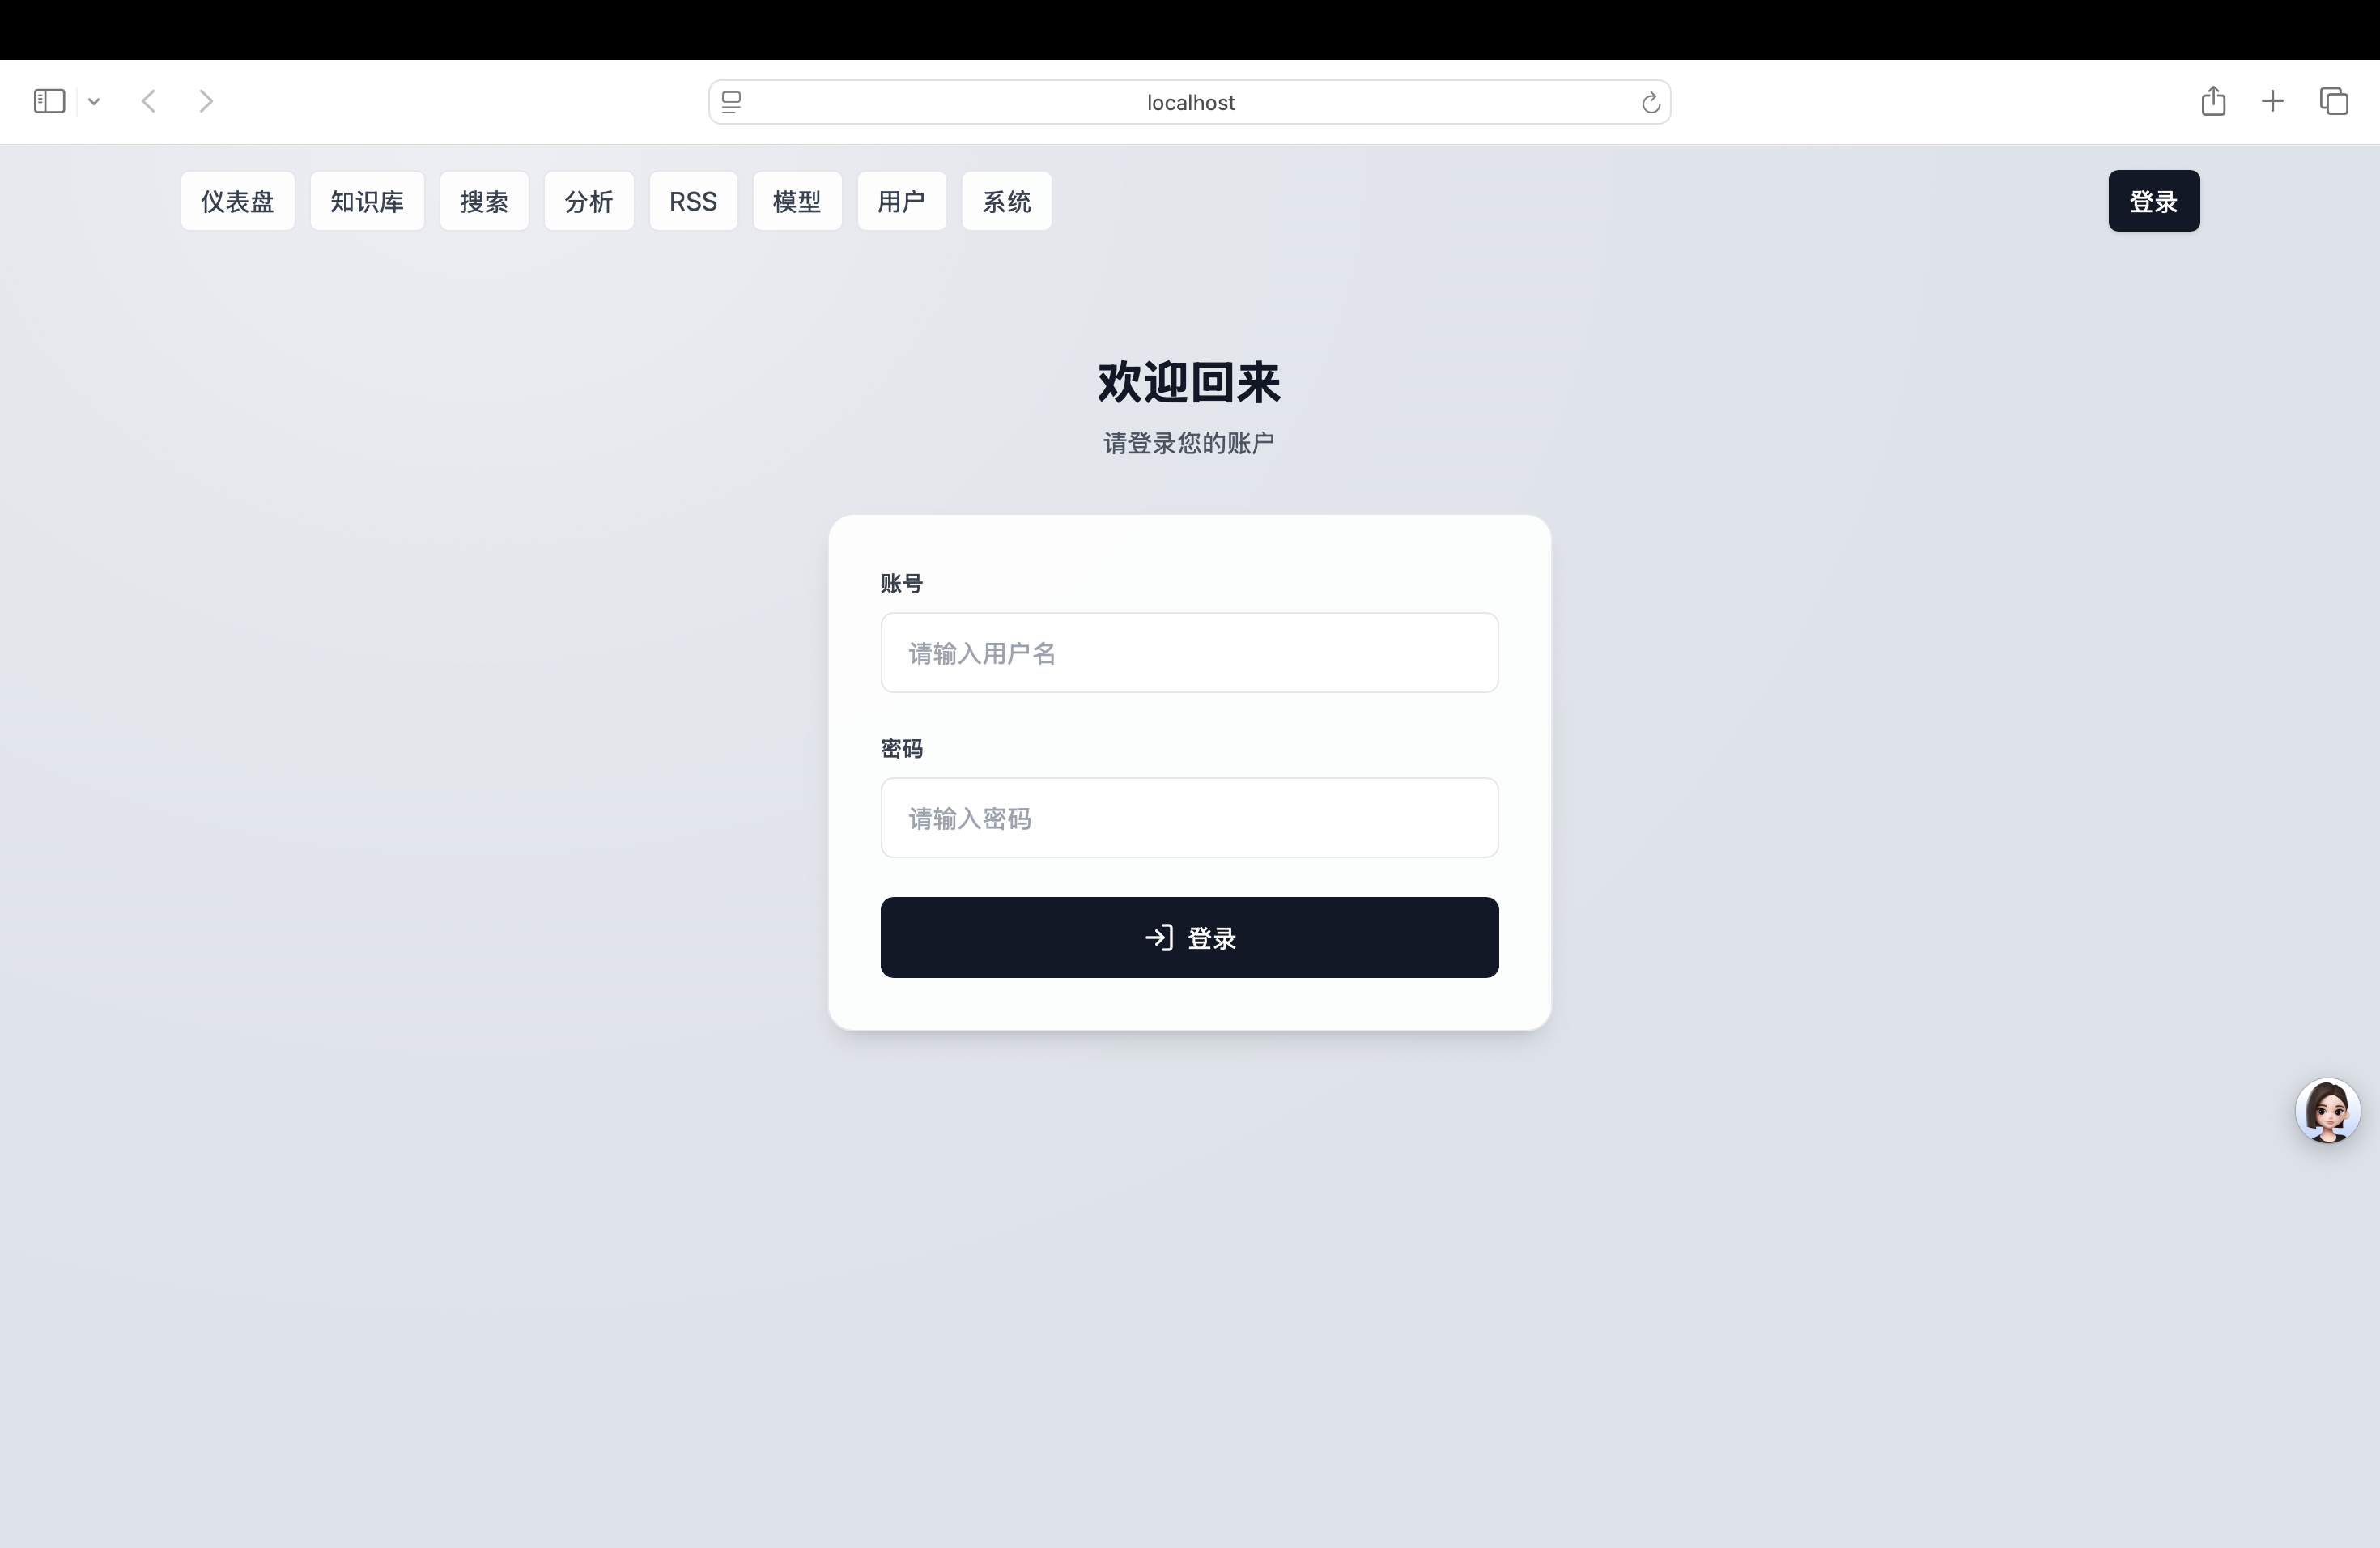 localhost
仪表盘 知识库 搜索 分析 RSS 模型 用户 系统 登录
欢迎回来
请登录您的账户
账号
请输入用户名
密码
请输入密码
登录